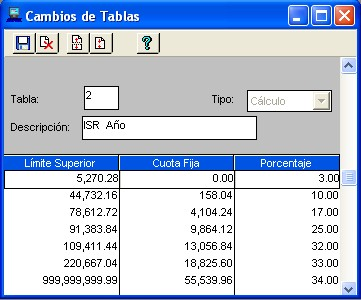 Cambios de Tablas
?
Tabla: 2 Tipo: Cálculo
Descripción: ISR Año
Límite Superior Cuota Fija Porcentaje
5,270.28 0.00 3.00
44,732.16 158.04 10.00
78,612.72 4,104.24 17.00
91,383.84 9,864.12 25.00
109,411.44 13,056.84 32.00
220,667.04 18,825.60 33.00
999,999,999.99 55,539.96 34.00